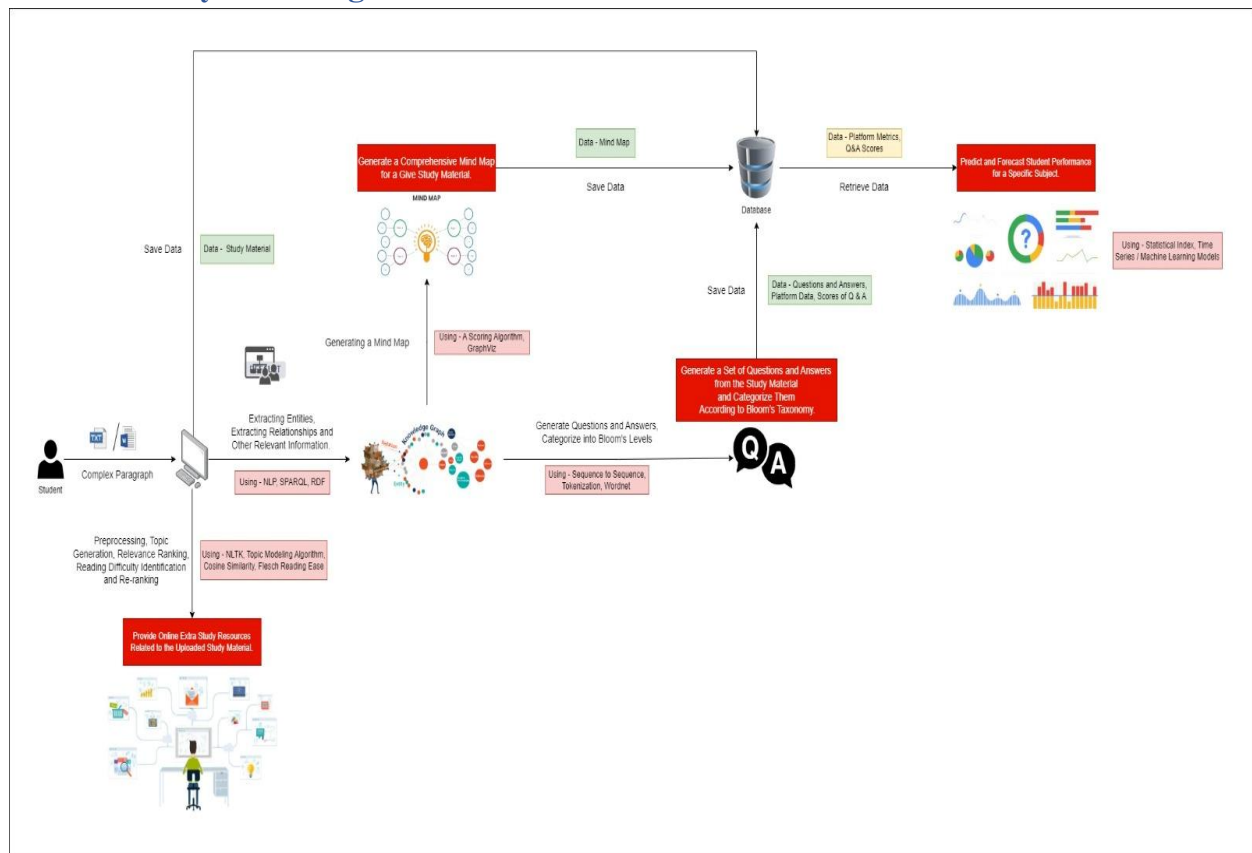 Generate a Comprehensive Mind Map
for a Give Study Material.
MIND MAP
Data - Mind Map
Save Data
Database
Data - Platform Metrics,
Q&A Scores
Retrieve Data
Predict and Forecast Student Performance
for a Specific Subject.
?
Using - Statistical Index, Time
Series / Machine Learning Models
Save Data
Data - Study Material
Save Data
Data - Questions and Answers,
Platform Data, Scores of Q & A
Generating a Mind Map
Using - A Scoring Algorithm,
GraphViz
Generate a Set of Questions and Answers
from the Study Material
and Categorize Them
According to Bloom's Taxonomy.
Student
TXT
Complex Paragraph
Extracting Entities,
Extracting Relationships and
Other Relevant Information.
Using - NLP, SPARQL, RDF
Knowledge Graph
Generate Questions and Answers,
Categorize into Bloom's Levels
Using - Sequence to Sequence,
Tokenization, Wordnet
Q A
Preprocessing, Topic
Generation, Relevance Ranking,
Reading Difficuity Identification
and Re-ranking
Using - NLTK, Topic Modeling Algorithm,
Cosine Similarity, Flesch Reading Ease
Provide Online Extra Study Resources
Related to the Uploaded Study Material.